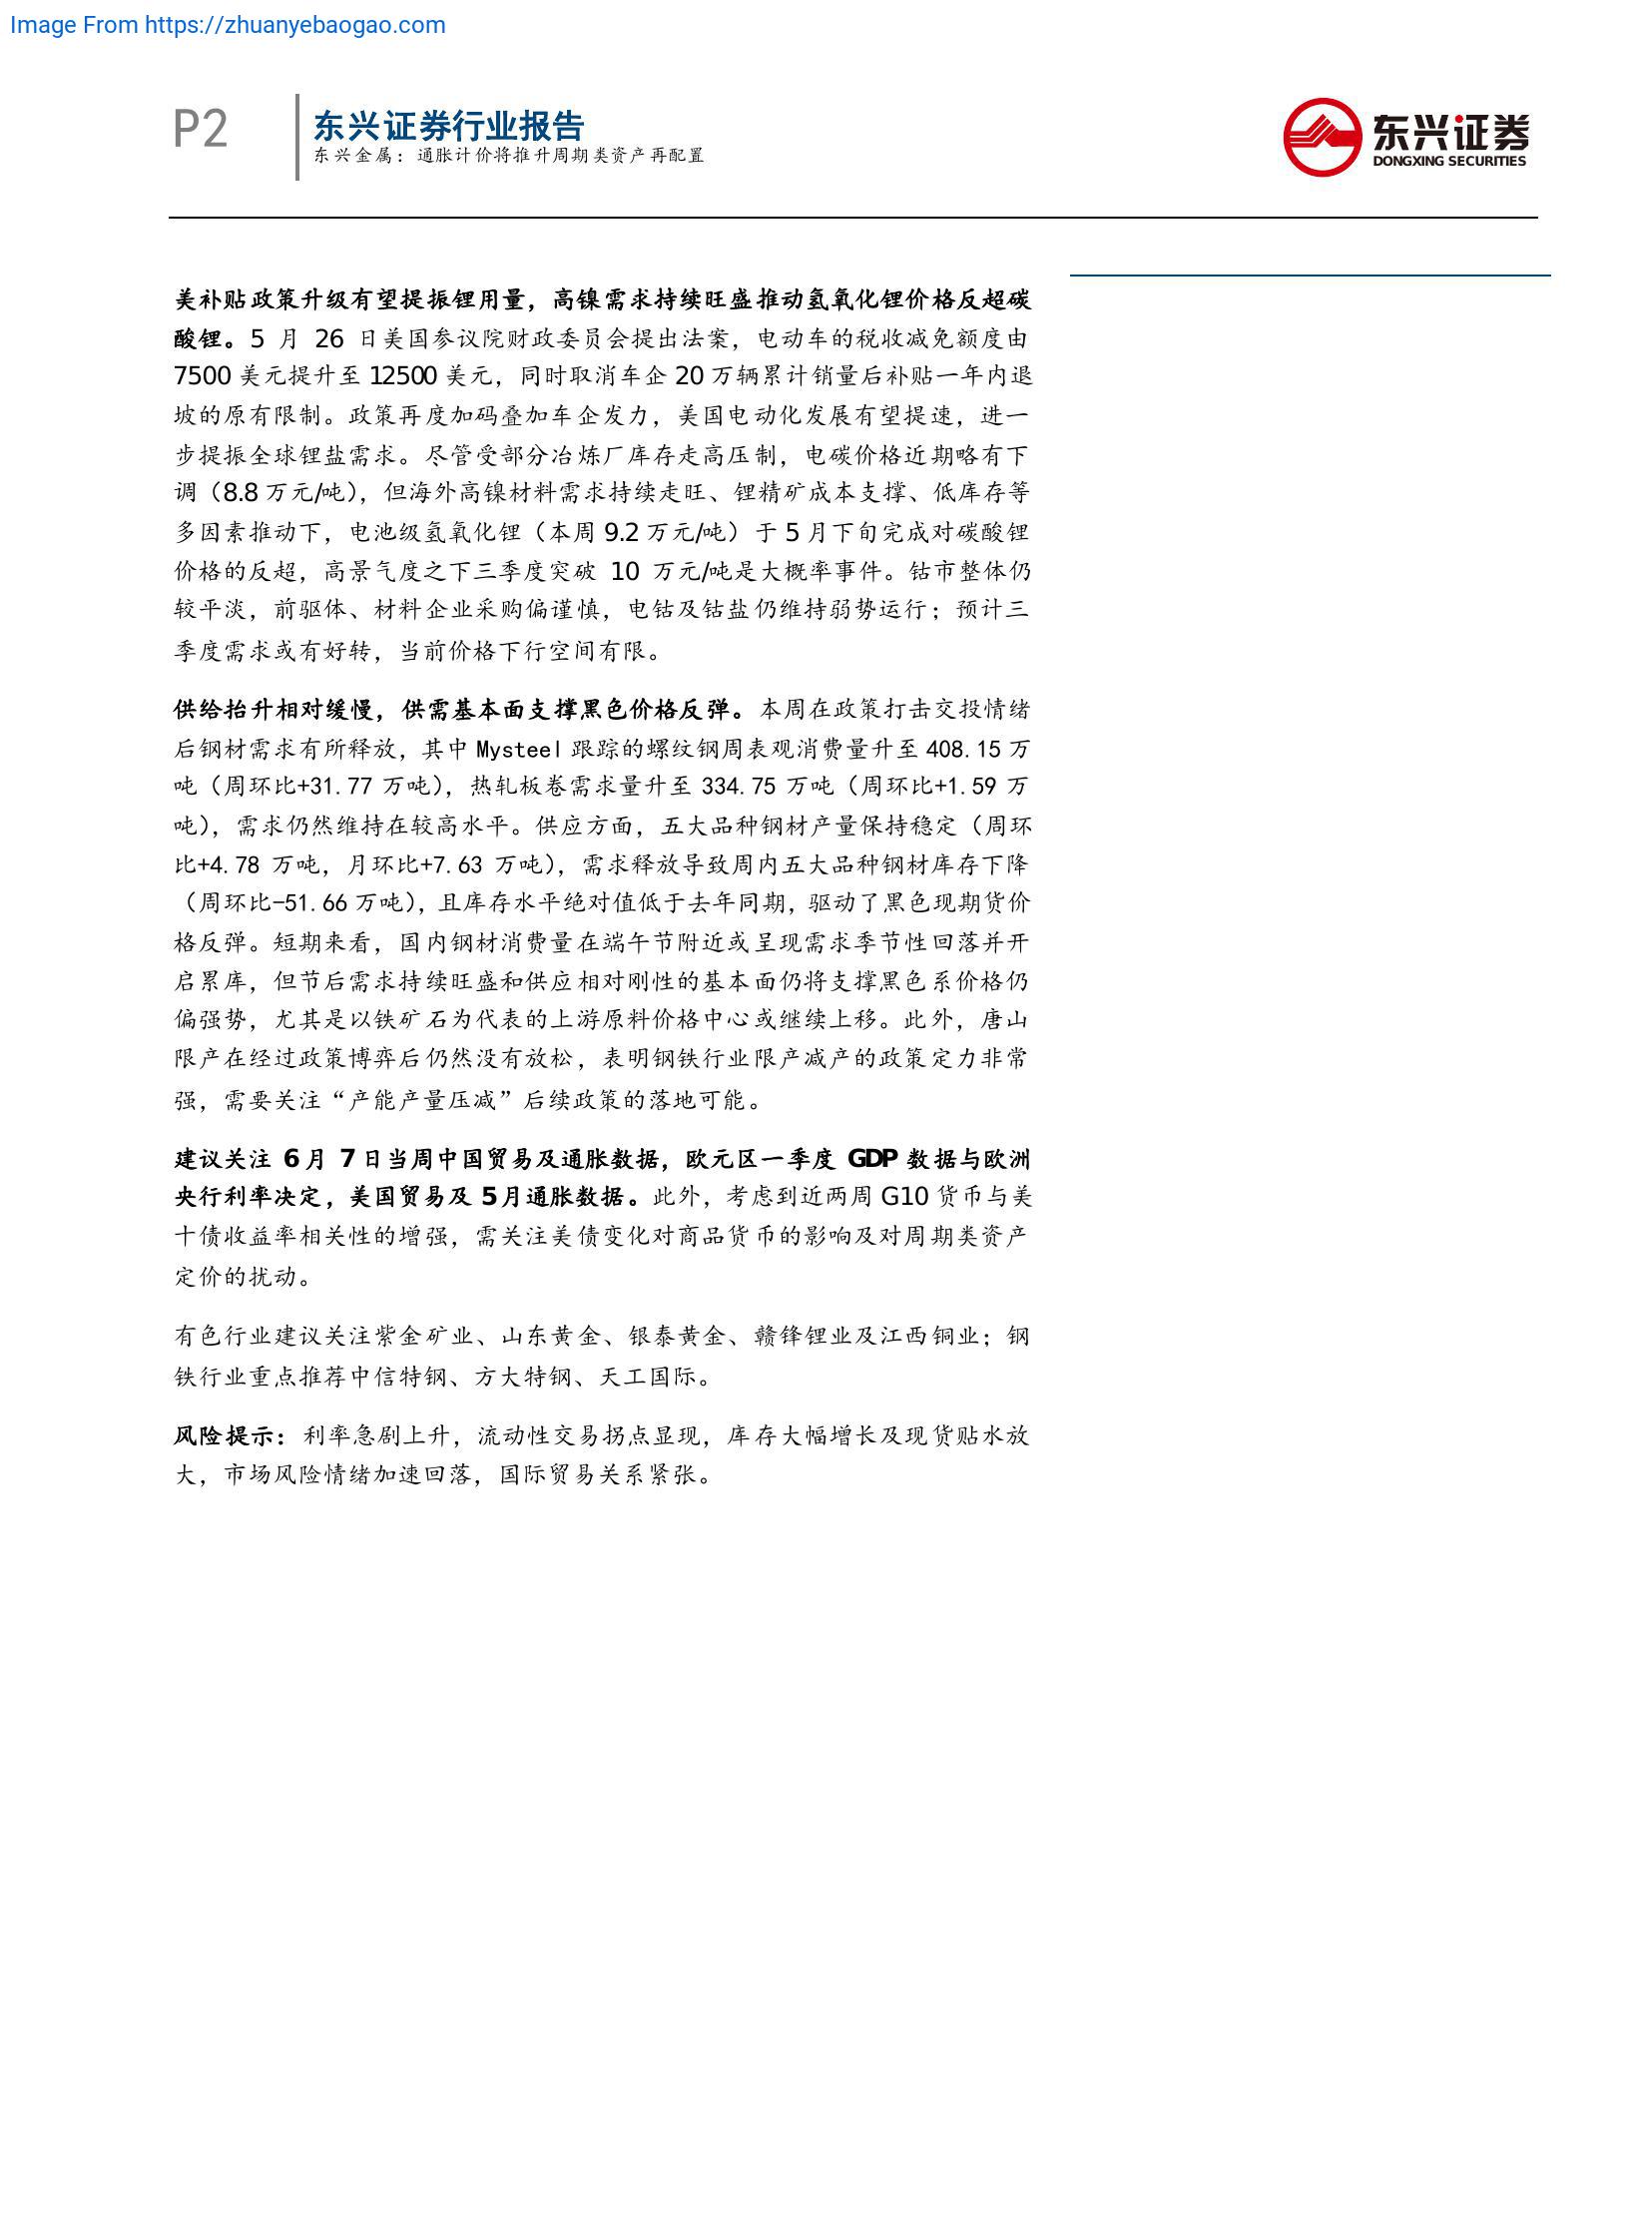 Image From https://zhuanyebaogao.com
P2
东兴证券行业报告
东兴金属：通胀计价将推升周期类资产再配置
东兴证券
DONGXING SECURITIES
美补贴政策升级有望提振锂用量，高镍需求持续旺盛推动氢氧化锂价格反超碳
酸锂。5 月 26 日美国参议院财政委员会提出法案，电动车的税收减免额度由
7500 美元提升至 12500 美元，同时取消车企 20 万辆累计销量后补贴一年内退
坡的原有限制。政策再度加码叠加车企发力，美国电动化发展有望提速，进一
步提振全球锂盐需求。尽管受部分冶炼厂库存走高压制，电碳价格近期略有下
调（8.8 万元/吨），但海外高镍材料需求持续走旺、锂精矿成本支撑、低库存等
多因素推动下，电池级氢氧化锂（本周 9.2 万元/吨）于 5 月下旬完成对碳酸锂
价格的反超，高景气度之下三季度突破 10 万元/吨是大概率事件。钴市整体仍
较平淡，前驱体、材料企业采购偏谨慎，电钴及钴盐仍维持弱势运行；预计三
季度需求或有好转，当前价格下行空间有限。
供给抬升相对缓慢，供需基本面支撑黑色价格反弹。本周在政策打击交投情绪
后钢材需求有所释放，其中 Mysteel 跟踪的螺纹钢周表观消费量升至 408.15 万
吨（周环比+31.77 万吨），热轧板卷需求量升至 334.75 万吨（周环比+1.59 万
吨），需求仍然维持在较高水平。供应方面，五大品种钢材产量保持稳定（周环
比+4.78 万吨，月环比+7.63 万吨），需求释放导致周内五大品种钢材库存下降
（周环比-51.66 万吨），且库存水平绝对值低于去年同期，驱动了黑色现期货价
格反弹。短期来看，国内钢材消费量在端午节附近或呈现需求季节性回落并开
启累库，但节后需求持续旺盛和供应相对刚性的基本面仍将支撑黑色系价格仍
偏强势，尤其是以铁矿石为代表的上游原料价格中心或继续上移。此外，唐山
限产在经过政策博弈后仍然没有放松，表明钢铁行业限产减产的政策定力非常
强，需要关注“产能产量压减”后续政策的落地可能。
建议关注 6 月 7 日当周中国贸易及通胀数据，欧元区一季度 GDP 数据与欧洲
央行利率决定，美国贸易及 5 月通胀数据。此外，考虑到近两周 G10 货币与美
十债收益率相关性的增强，需关注美债变化对商品货币的影响及对周期类资产
定价的扰动。
有色行业建议关注紫金矿业、山东黄金、银泰黄金、赣锋锂业及江西铜业；钢
铁行业重点推荐中信特钢、方大特钢、天工国际。
风险提示：利率急剧上升，流动性交易拐点显现，库存大幅增长及现货贴水放
大，市场风险情绪加速回落，国际贸易关系紧张。